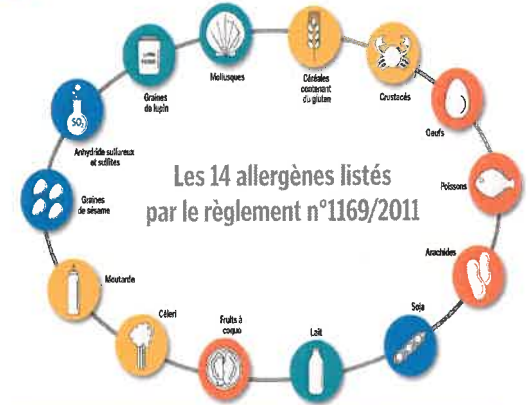 Les 14 allergènes listés
par le règlement n°1169/2011
Mollusques
Céréales
contenant
du gluten
Crustacés
Oeufs
Poissons
Arachides
Soja
Lait
Fruits à
coque
Céleri
Moutarde
Graines
de sésame
Anhydride sulfureux
et sulfites
SO₂
Graines
de lupin